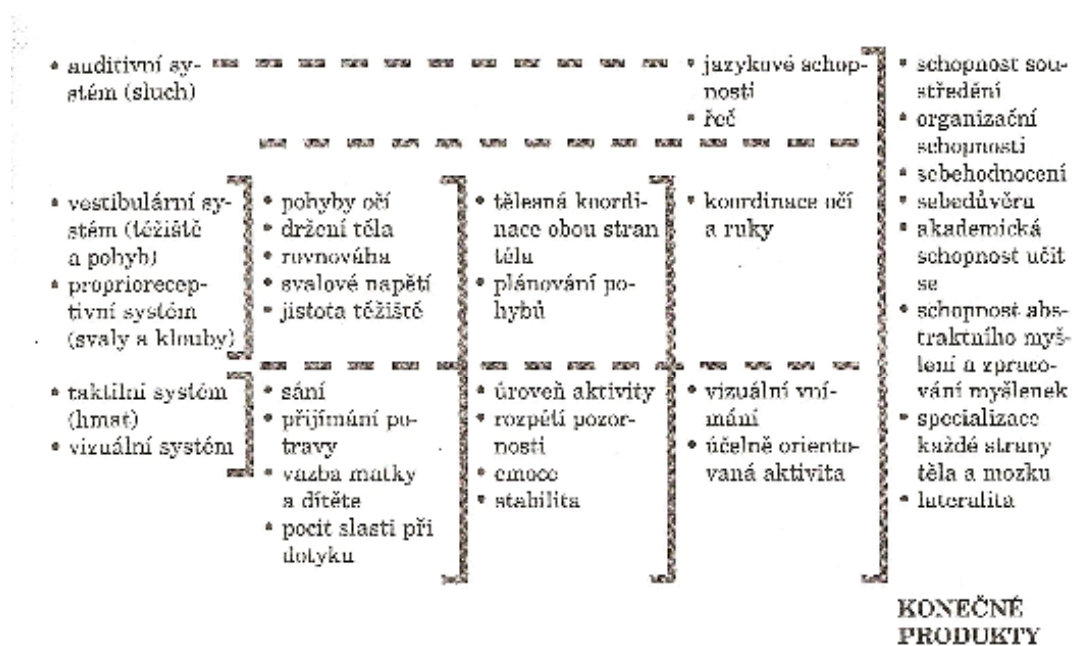 • auditivní sy-
stém (sluch)
• vestibulární sy-
stém (těžiště
a pohyb)
• propriorecep-
tivní systém
(svaly a klouby)
• taktilní systém
(hmat)
• vizuální systém
• pohyby očí
• držení těla
• rovnováha
• svalové napětí
• jistota těžiště
• sání
• přijímání po-
travy
• vazba matky
a dítěte
• pocit slasti při
dotyku
• tělesná koordi-
nace obou stran
těla
• plánování po-
hybů
• úroveň aktivity
• rozpětí pozor-
nosti
• emoce
• stabilita
• jazykové schop-
nosti
• řeč
• koordinace očí
a ruky
• vizuální vní-
mání
• účelně oriento-
vaná aktivita
• schopnost sou-
středění
• organizační
schopnosti
• sebehodnocení
• sebedůvěra
• akademická
schopnost učit
se
• schopnost abs-
traktního myš-
lení a zpraco-
vání myšlenek
• specializace
každé strany
těla a mozku
• lateralita
KONEČNÉ
PRODUKTY